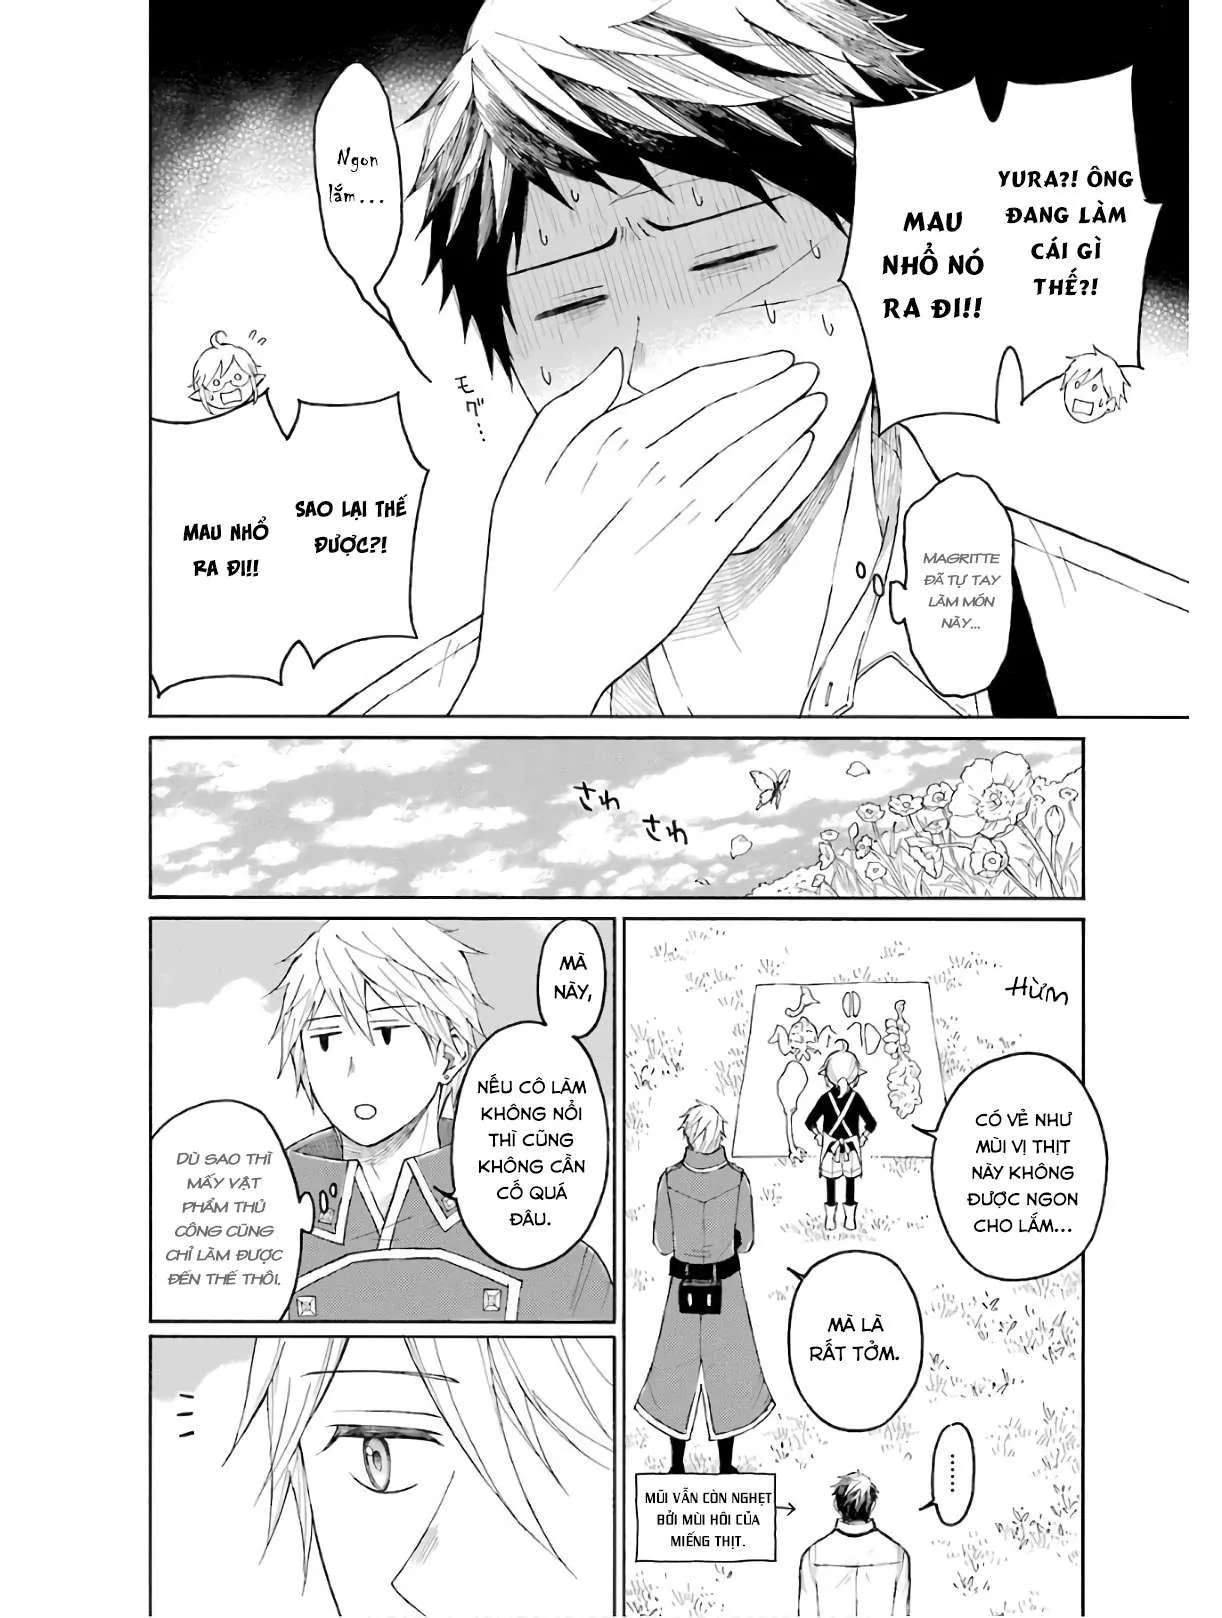 YURA?! ÔNG
ĐANG LÀM
CÁI GÌ
THẾ?!
MAU
NHỔ NÓ
RA ĐI!!
Ngon
lắm...
モグ…
SAO LẠI THẾ
ĐƯỢC?!
MAU NHỔ
RA ĐI!!
MAGRITTE
ĐÃ TỰ TAY
LÀM MÓN
NÀY...
さわ
さわ
HỪM
CÓ VẺ NHƯ
MÙI VỊ THỊT
NÀY KHÔNG
ĐƯỢC NGON
CHO LẮM...
MÀ LÀ
RẤT TỞM.
......
MŨI VẪN CÒN NGHẸT
BỞI MÙI HÔI CỦA
MIẾNG THỊT.
MÀ
NÀY,
NẾU CÔ LÀM
KHÔNG NỔI
THÌ CŨNG
KHÔNG CẦN
CỐ QUÁ
ĐÂU.
DÙ SAO THÌ
MẤY VẬT
PHẨM THỦ
CÔNG CŨNG
CHỈ LÀM ĐƯỢC
ĐẾN THẾ THÔI.